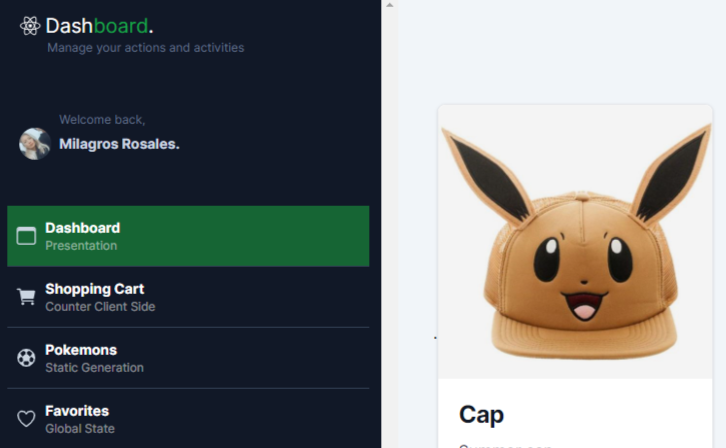 Dashboard.
Manage your actions and activities
Welcome back,
Milagros Rosales.
Dashboard
Presentation
Shopping Cart
Counter Client Side
Pokemons
Static Generation
Favorites
Global State
Cap